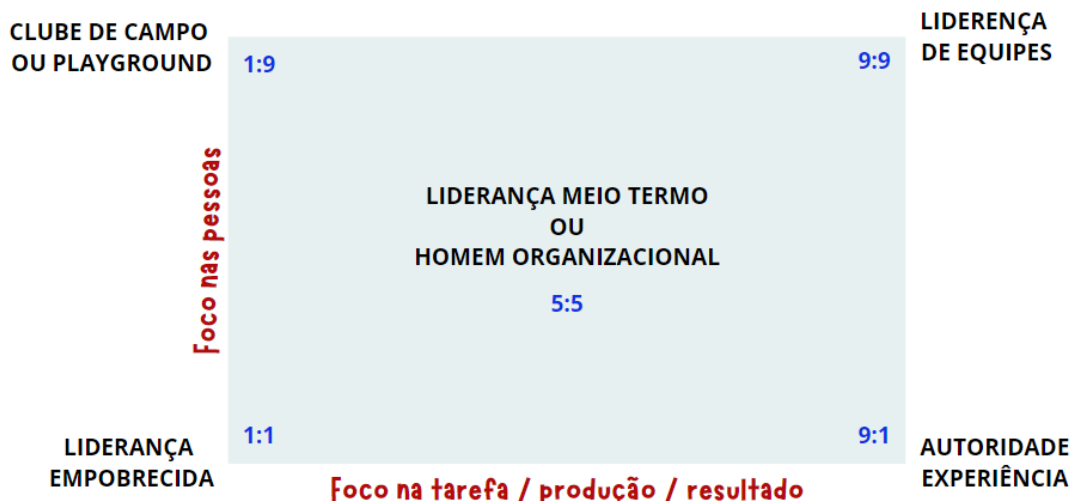 CLUBE DE CAMPO
OU PLAYGROUND
LIDERENÇA
DE EQUIPES
1:9
9:9
Foco nas pessoas
LIDERANÇA MEIO TERMO
OU
HOMEM ORGANIZACIONAL
5:5
1:1
9:1
LIDERANÇA
EMPOBRECIDA
AUTORIDADE
EXPERIÊNCIA
Foco na tarefa / produção / resultado